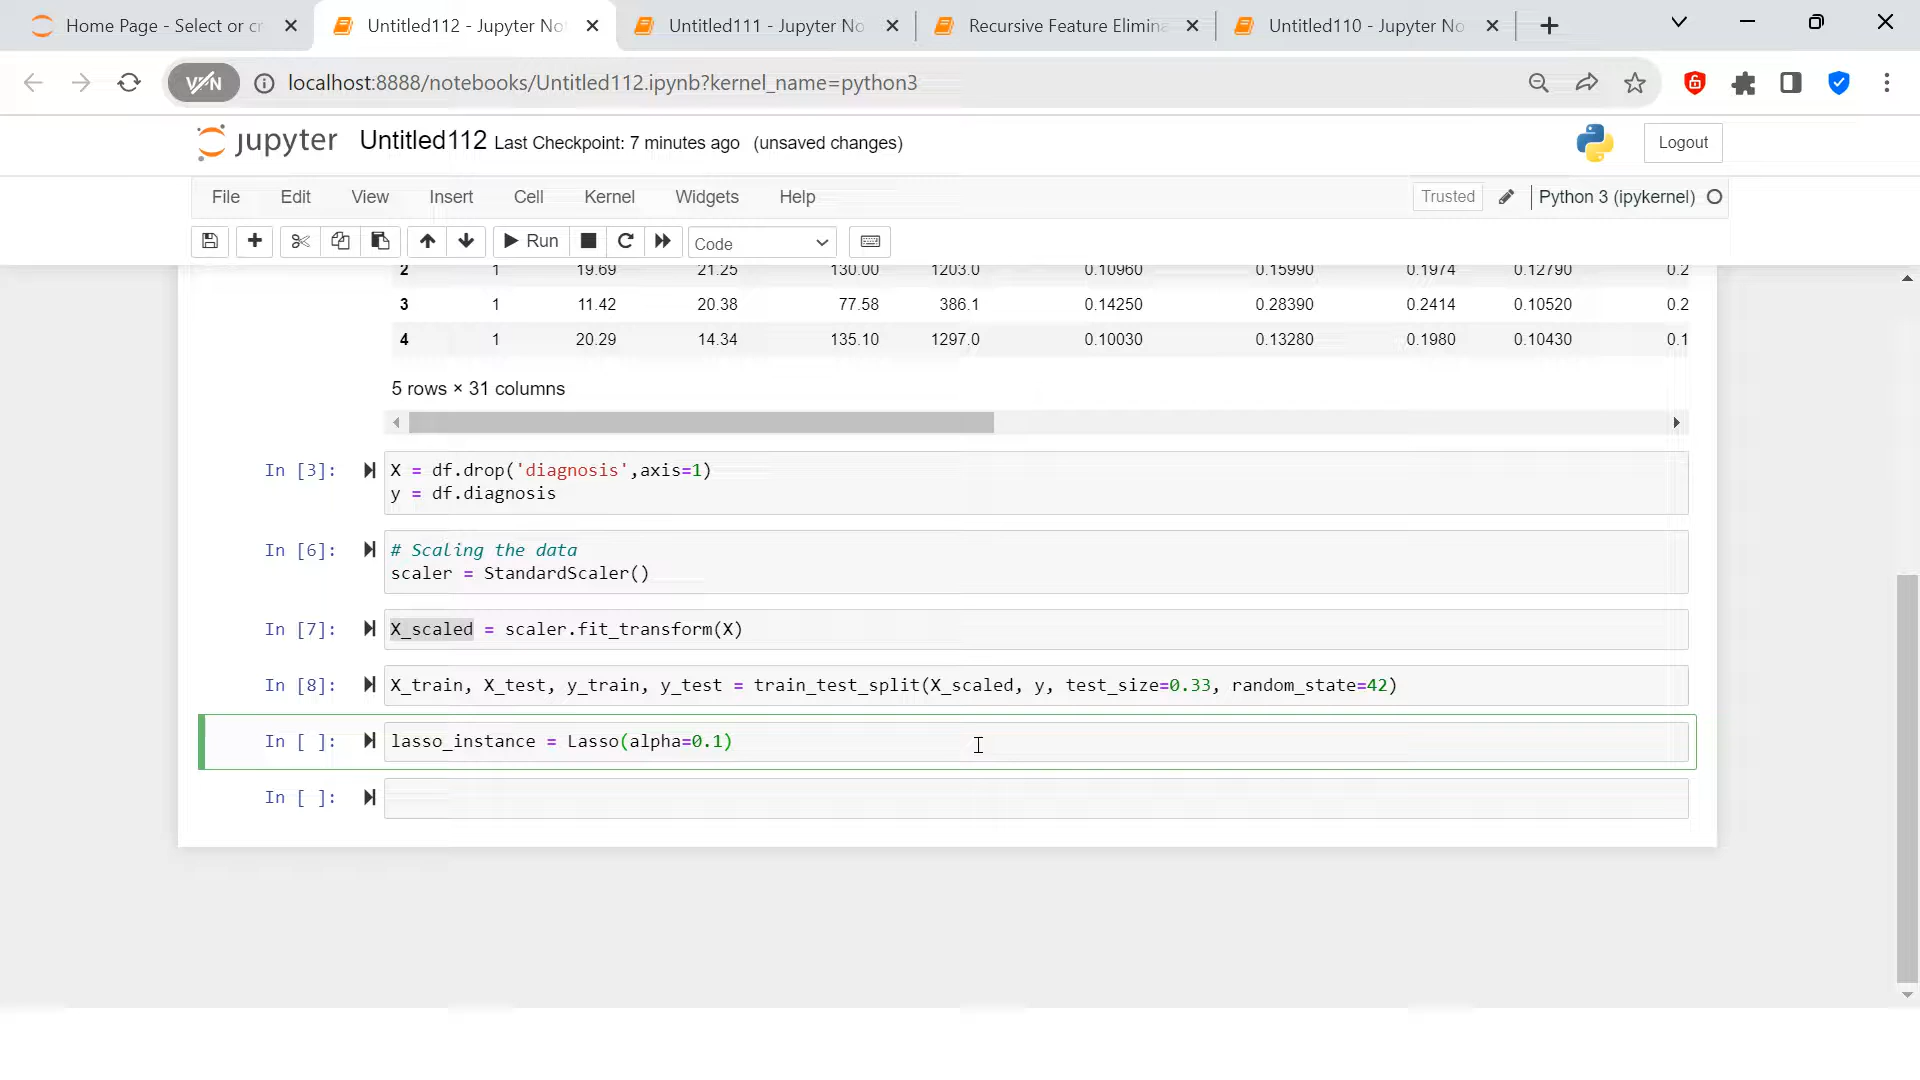 Home Page - Select or cr
Untitled112 - Jupyter No
Untitled111 - Jupyter No
Recursive Feature Elimina
Untitled110 - Jupyter No
VPN
localhost:8888/notebooks/Untitled112.ipynb?kernel_name=python3
jupyter Untitled112 Last Checkpoint: 7 minutes ago (unsaved changes)
Logout
File Edit View Insert Cell Kernel Widgets Help
Trusted Python 3 (ipykernel)
Run Code
2 1 19.69 21.25 130.00 1203.0 0.10960 0.15990 0.1974 0.12790 0.2
3 1 11.42 20.38 77.58 386.1 0.14250 0.28390 0.2414 0.10520 0.2
4 1 20.29 14.34 135.10 1297.0 0.10030 0.13280 0.1980 0.10430 0.1
5 rows × 31 columns
In [3]: X = df.drop('diagnosis',axis=1)
y = df.diagnosis
In [6]: # Scaling the data
scaler = StandardScaler()
In [7]: X_scaled = scaler.fit_transform(X)
In [8]: X_train, X_test, y_train, y_test = train_test_split(X_scaled, y, test_size=0.33, random_state=42)
In [ ]: lasso_instance = Lasso(alpha=0.1)
In [ ]: